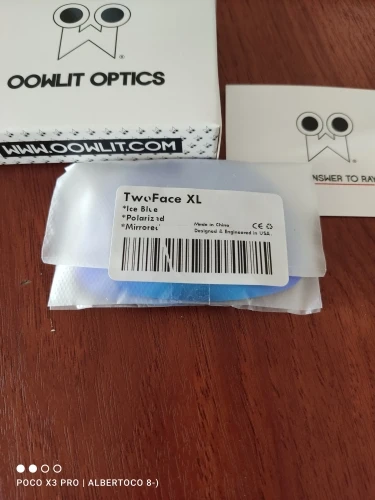 OOWLIT OPTICS
WWW.OOWLIT.COM
NSWER TO RAY
TwoFace XL
*Ice Blue
*Polarized
*Mirrored
Made in China
Designed & Engineered in USA.
CE
POCO X3 PRO | ALBERTOCO 8-)